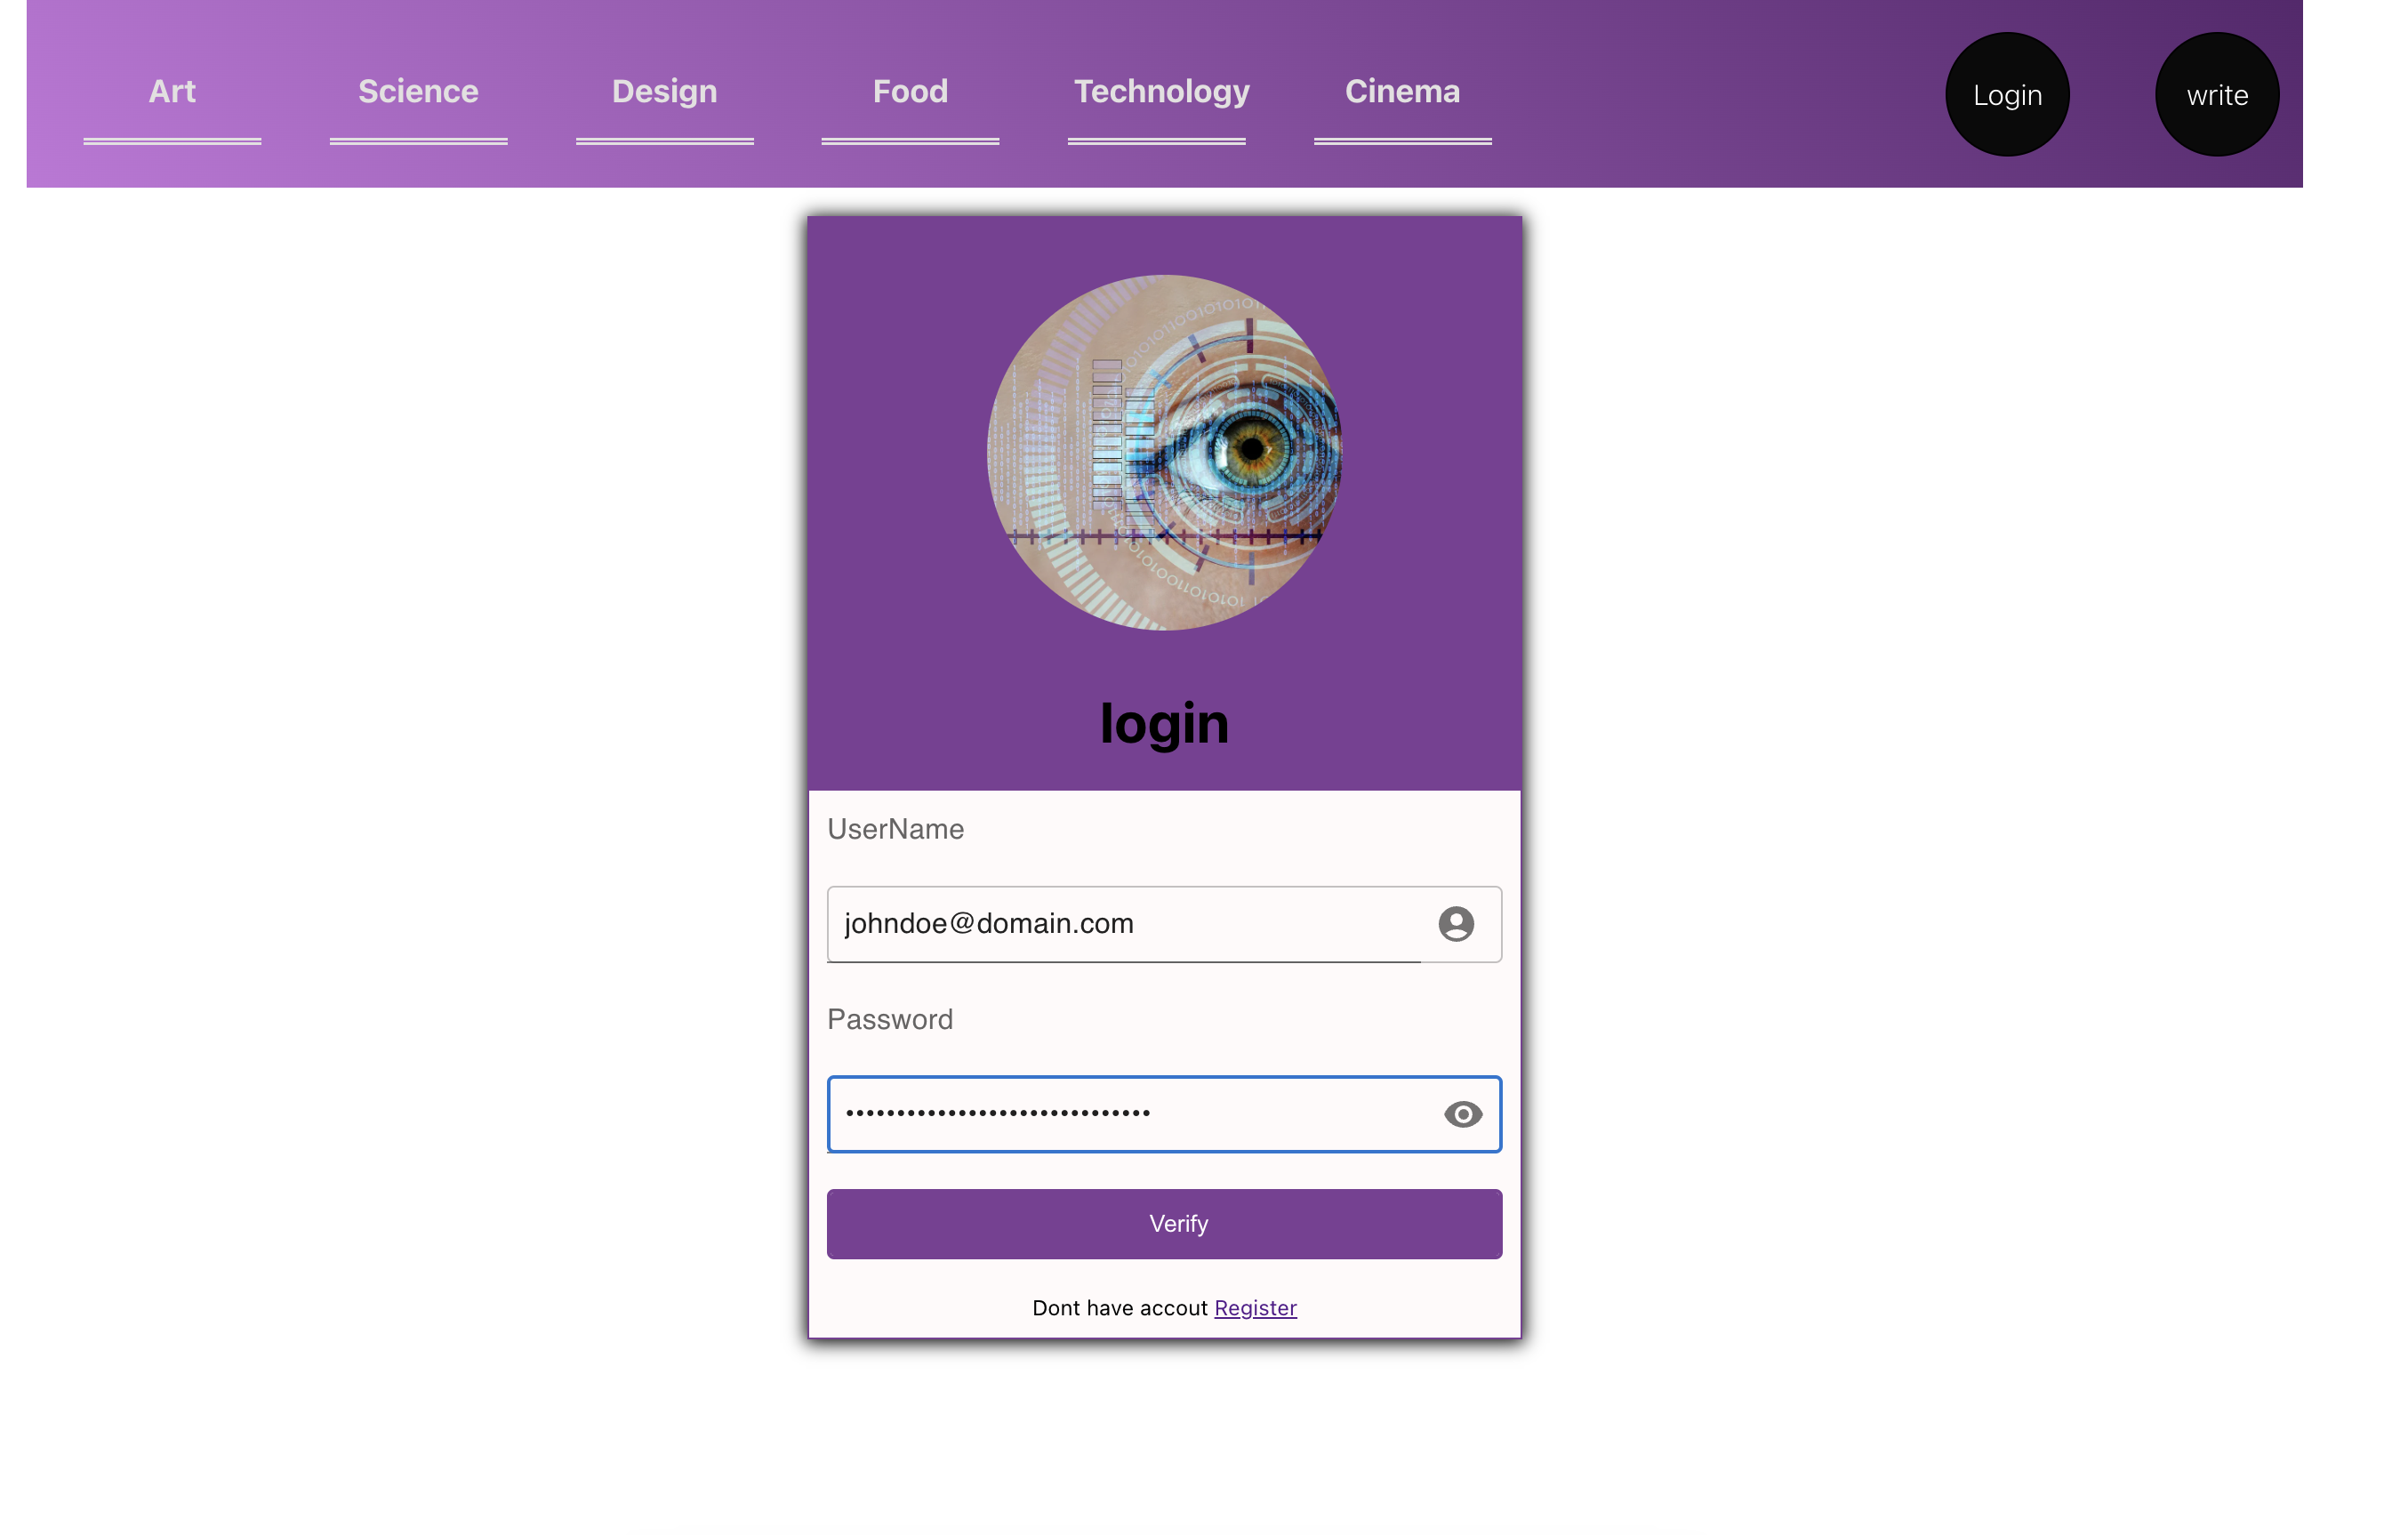 Art Science Design Food Technology Cinema Login write
login
UserName
johndoe@domain.com
Password
••••••••••••••••••••••••••••••
Verify
Dont have accout Register